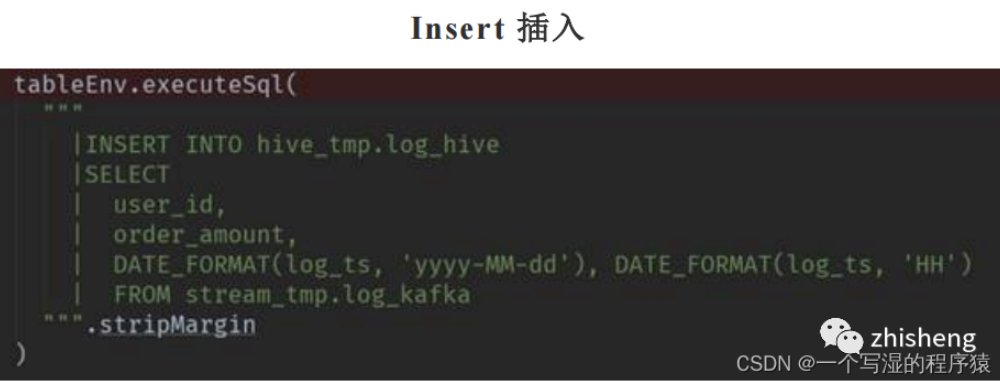 Insert 插入
tableEnv.executeSql(
"""
|INSERT INTO hive_tmp.log_hive
|SELECT
|  user_id,
|  order_amount,
|  DATE_FORMAT(log_ts, 'yyyy-MM-dd'), DATE_FORMAT(log_ts, 'HH')
|  FROM stream_tmp.log_kafka
""".stripMargin
)
zhisheng
CSDN @一个写湿的程序猿